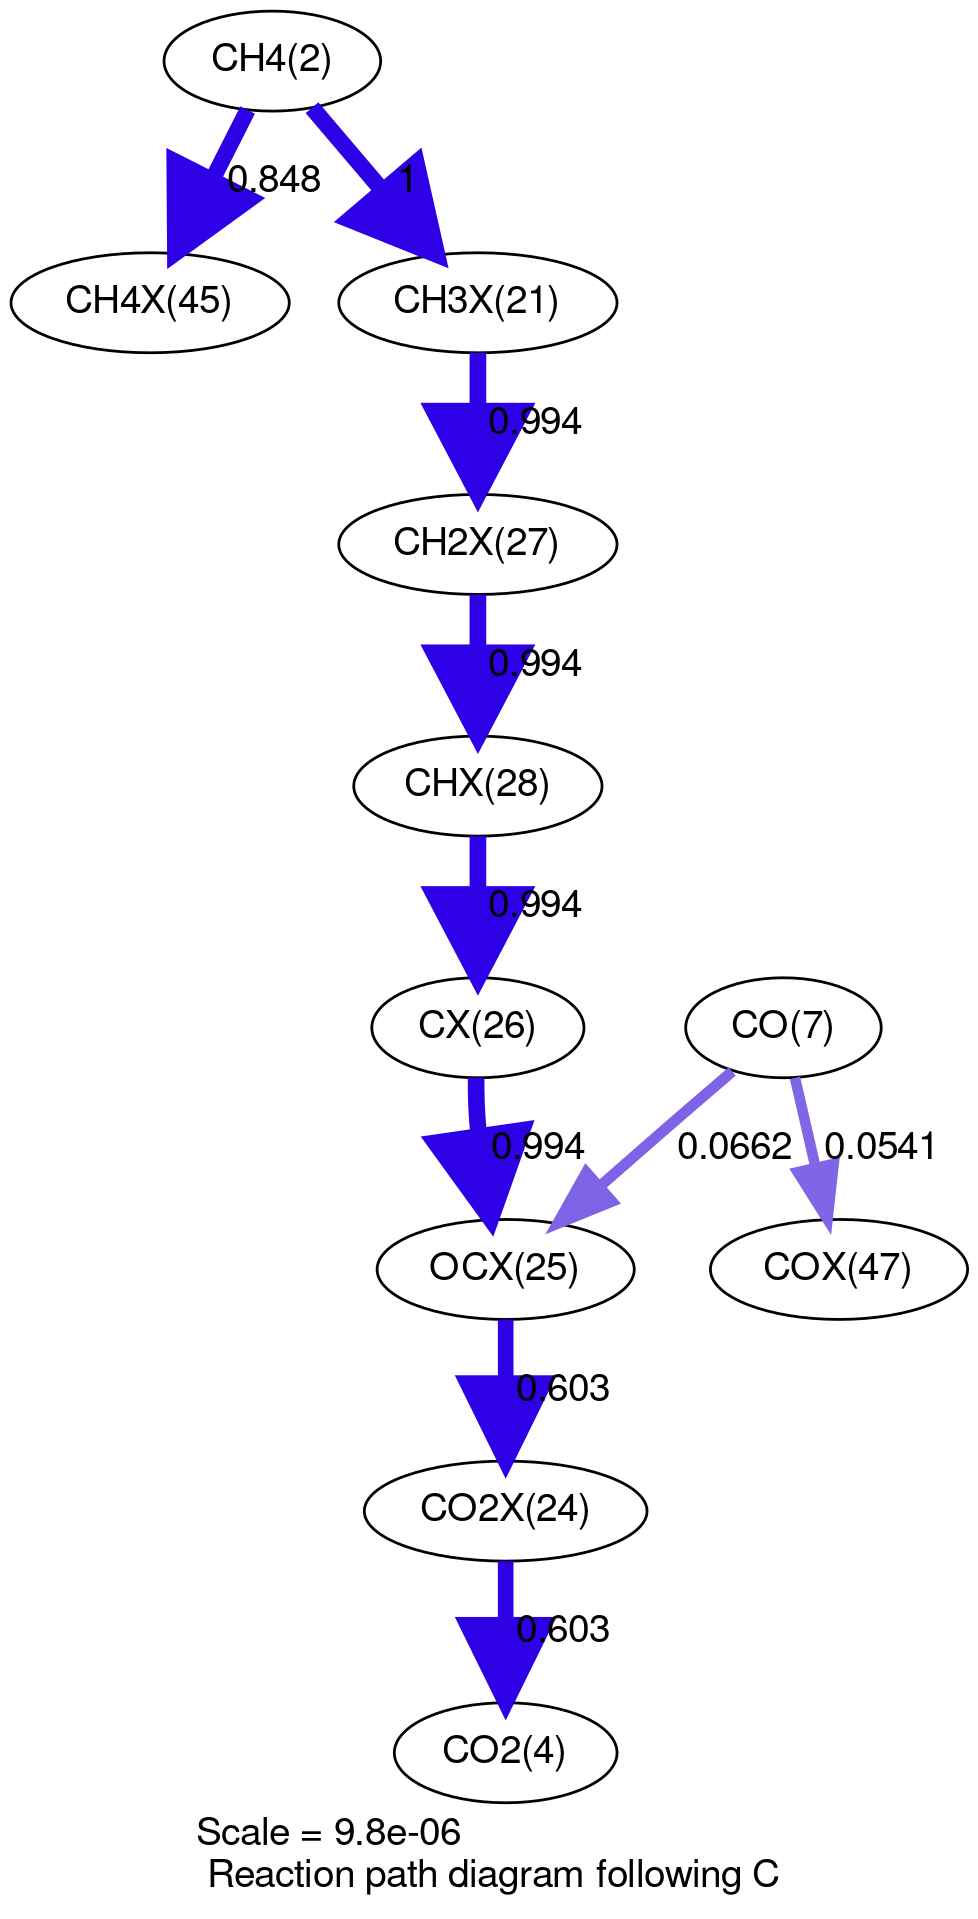 CH4(2)
0.848
1
CH4X(45)
CH3X(21)
0.994
CH2X(27)
0.994
CHX(28)
0.994
CX(26)
CO(7)
0.994
0.0662
0.0541
OCX(25)
COX(47)
0.603
CO2X(24)
0.603
CO2(4)
Scale = 9.8e-06
Reaction path diagram following C